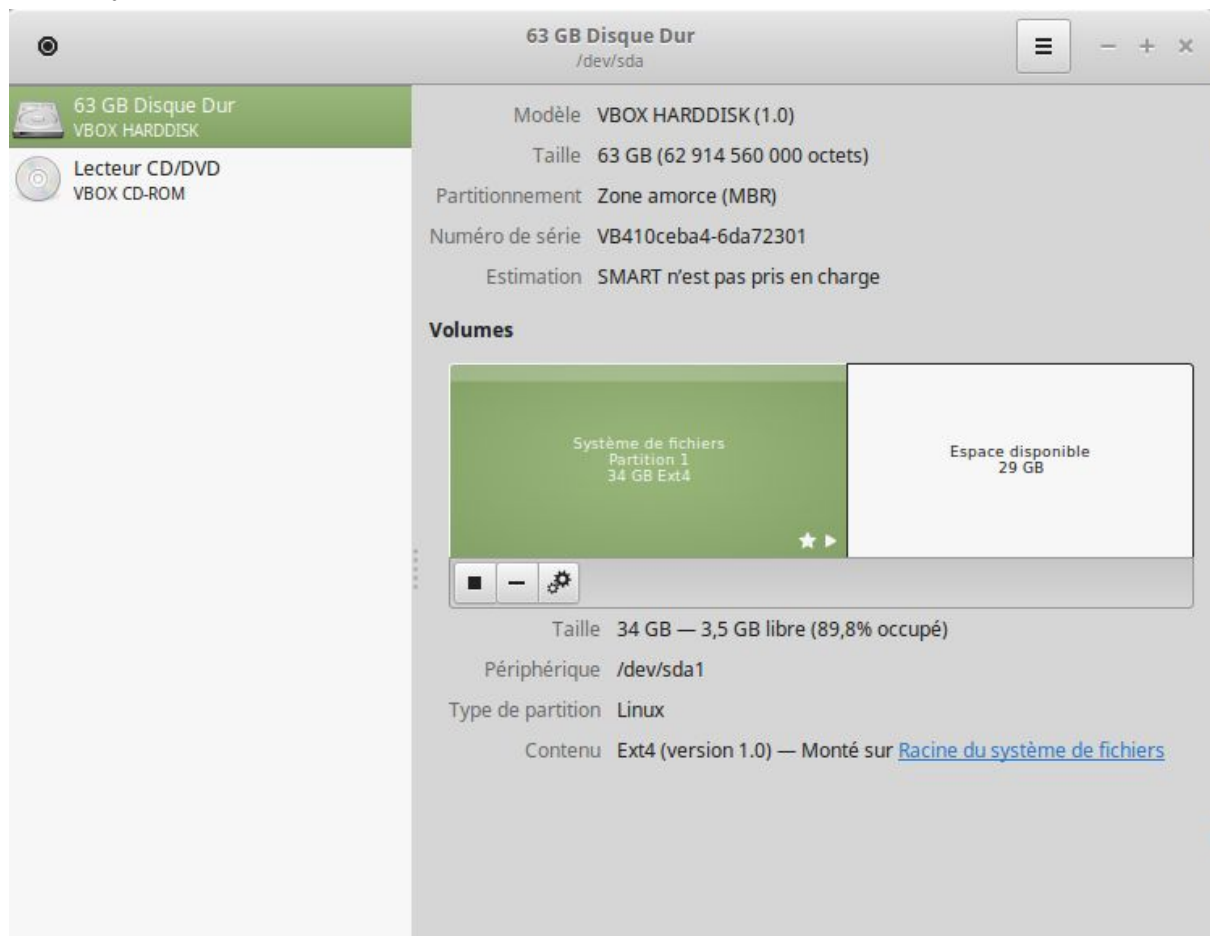 63 GB Disque Dur
/dev/sda
63 GB Disque Dur
VBOX HARDDISK
Lecteur CD/DVD
VBOX CD-ROM
Modèle VBOX HARDDISK (1.0)
Taille 63 GB (62 914 560 000 octets)
Partitionnement Zone amorce (MBR)
Numéro de série VB410ceba4-6da72301
Estimation SMART n’est pas pris en charge
Volumes
Système de fichiers
Partition 1
34 GB Ext4
Espace disponible
29 GB
Taille 34 GB — 3,5 GB libre (89,8% occupé)
Périphérique /dev/sda1
Type de partition Linux
Contenu Ext4 (version 1.0) — Monté sur Racine du système de fichiers